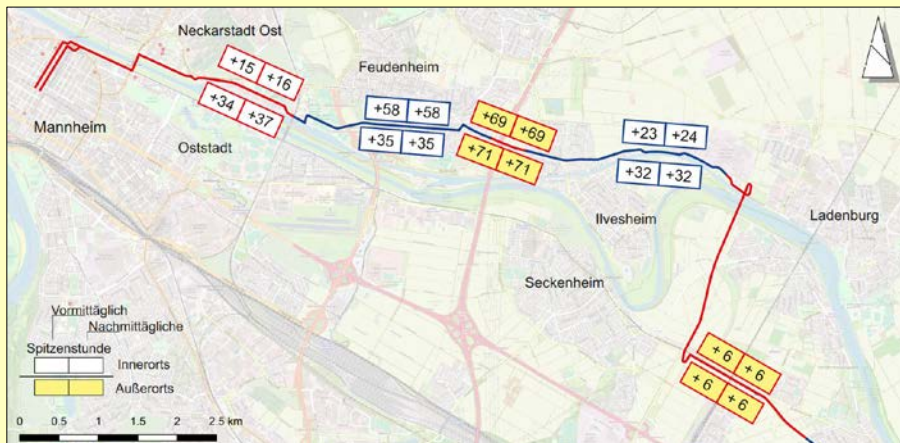 Neckarstadt Ost
+15 +16
Feudenheim
+34 +37
+58 +58
+69 +69
+23 +24
Mannheim
Oststadt
+35 +35
+71 +71
+32 +32
Ilvesheim
Ladenburg
Seckenheim
Vormittäglich
Nachmittägliche
Spitzenstunde
Innerorts
Außerorts
+ 6 + 6
+ 6 + 6
0 0.5 1 1.5 2 2.5 km